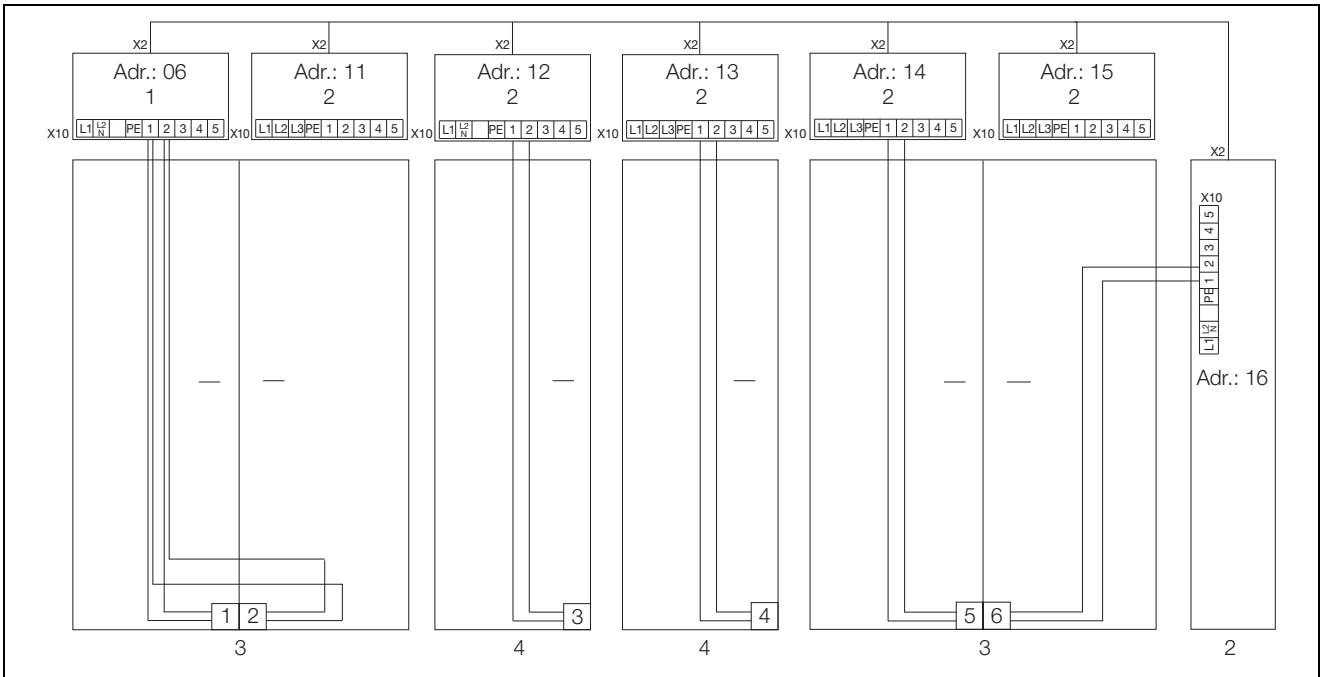 X2 X2 X2 X2 X2 X2
Adr.: 06 Adr.: 11 Adr.: 12 Adr.: 13 Adr.: 14 Adr.: 15
1 2 2 2 2 2
X10 L1 L2 N PE 1 2 3 4 5 X10 L1 L2 L3 PE 1 2 3 4 5 X10 L1 L2 N PE 1 2 3 4 5 X10 L1 L2 L3 PE 1 2 3 4 5 X10 L1 L2 L3 PE 1 2 3 4 5 X10 L1 L2 L3 PE 1 2 3 4 5
X2
X10
L1 L2 N PE 1 2 3 4 5
Adr.: 16
— — — — — —
1 2 3 4 5 6
3 4 4 3 2